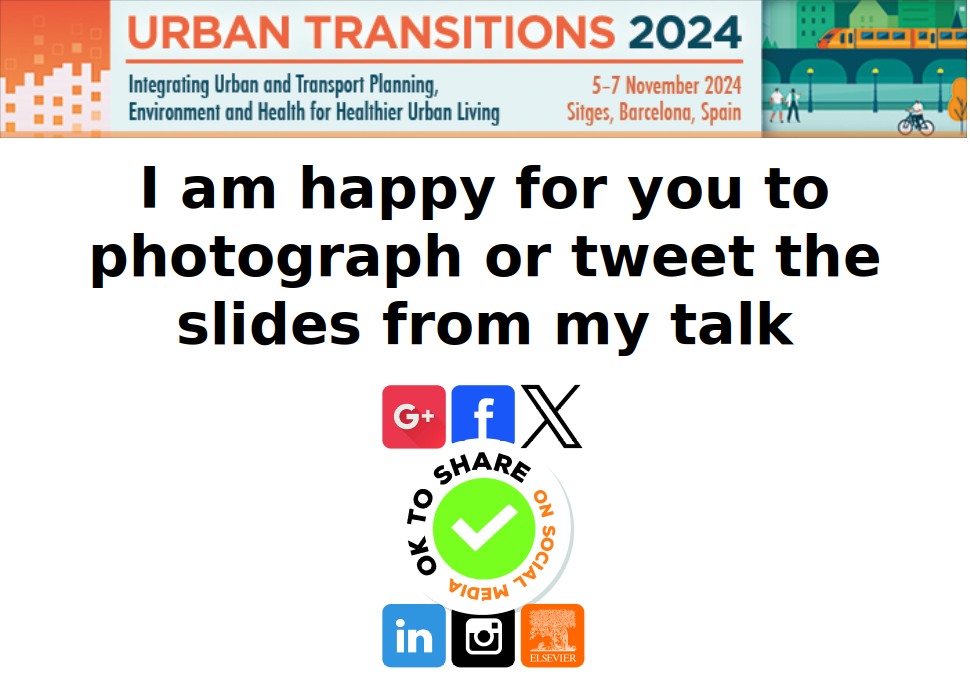 URBAN TRANSITIONS 2024
Integrating Urban and Transport Planning,
Environment and Health for Healthier Urban Living
5–7 November 2024
Sitges, Barcelona, Spain
I am happy for you to
photograph or tweet the
slides from my talk
G+ f X
OK TO SHARE
ON SOCIAL MEDIA
in
ELSEVIER